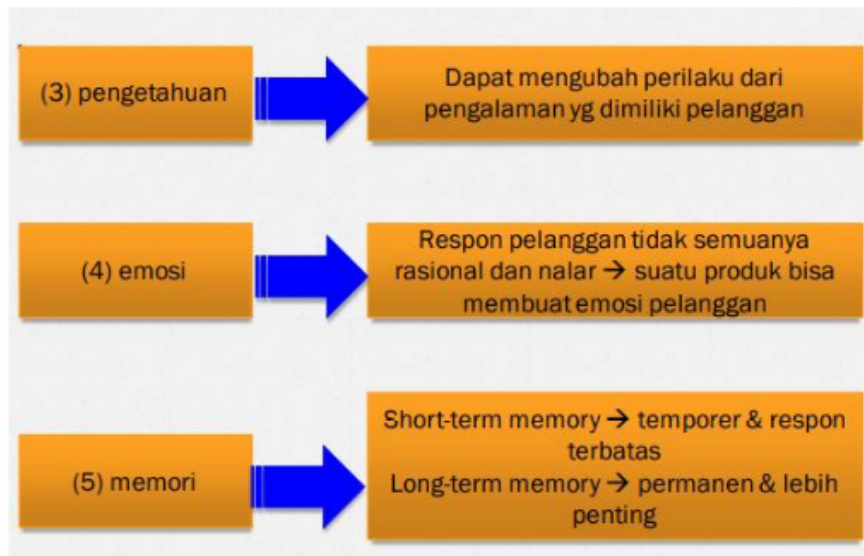 (3) pengetahuan
Dapat mengubah perilaku dari
pengalaman yg dimiliki pelanggan
(4) emosi
Respon pelanggan tidak semuanya
rasional dan nalar → suatu produk bisa
membuat emosi pelanggan
(5) memori
Short-term memory → temporer & respon
terbatas
Long-term memory → permanen & lebih
penting